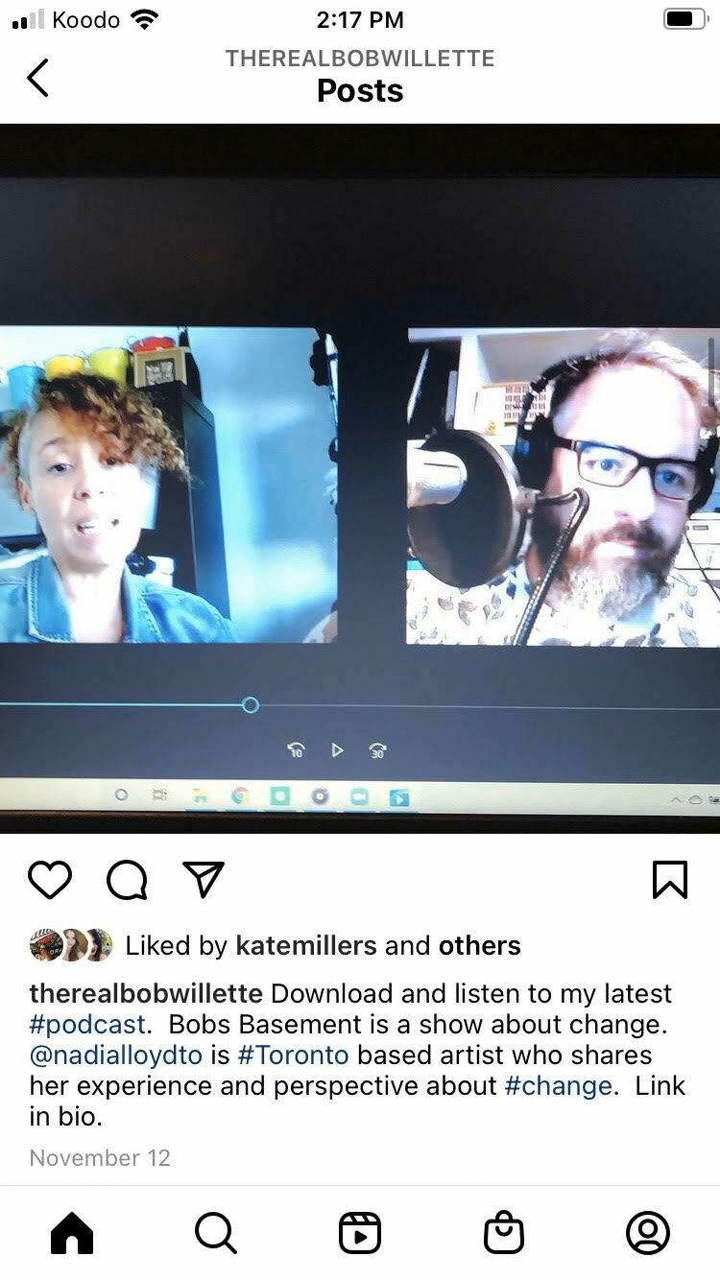 Koodo 2:17 PM
THEREALBOBWILLETTE
Posts
10 30
Liked by katemillers and others
therealbobwillette Download and listen to my latest
#podcast.  Bobs Basement is a show about change.
@nadialloydto is #Toronto based artist who shares
her experience and perspective about #change.  Link
in bio.
November 12